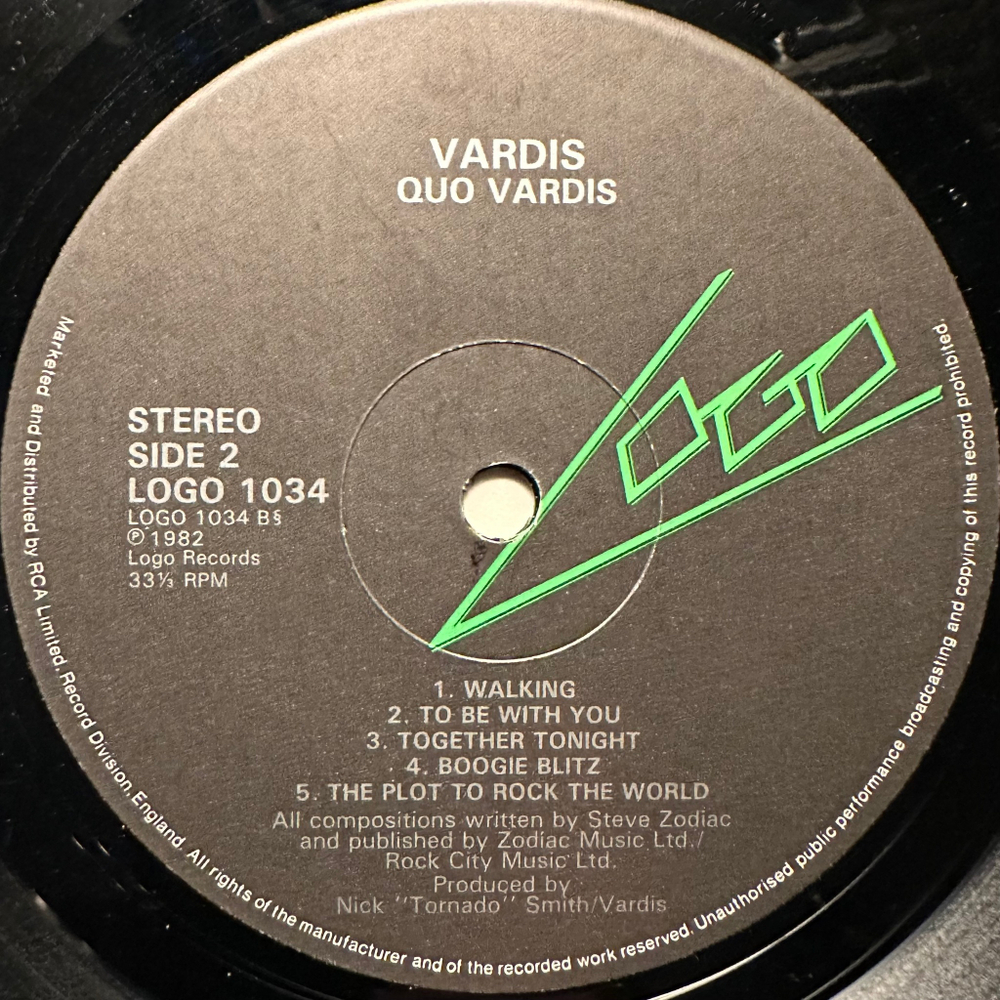 VARDIS
QUO VARDIS
LOGO
STEREO
SIDE 2
LOGO 1034
LOGO 1034 B§
℗ 1982
Logo Records
33⅓ RPM
1. WALKING
2. TO BE WITH YOU
3. TOGETHER TONIGHT
4. BOOGIE BLITZ
5. THE PLOT TO ROCK THE WORLD
All compositions written by Steve Zodiac
and published by Zodiac Music Ltd./
Rock City Music Ltd.
Produced by
Nick "Tornado" Smith/Vardis
Marketed and Distributed by RCA Limited, Record Division, England. All rights of the manufacturer and of the recorded work reserved. Unauthorised public performance broadcasting and copying of this record prohibited.